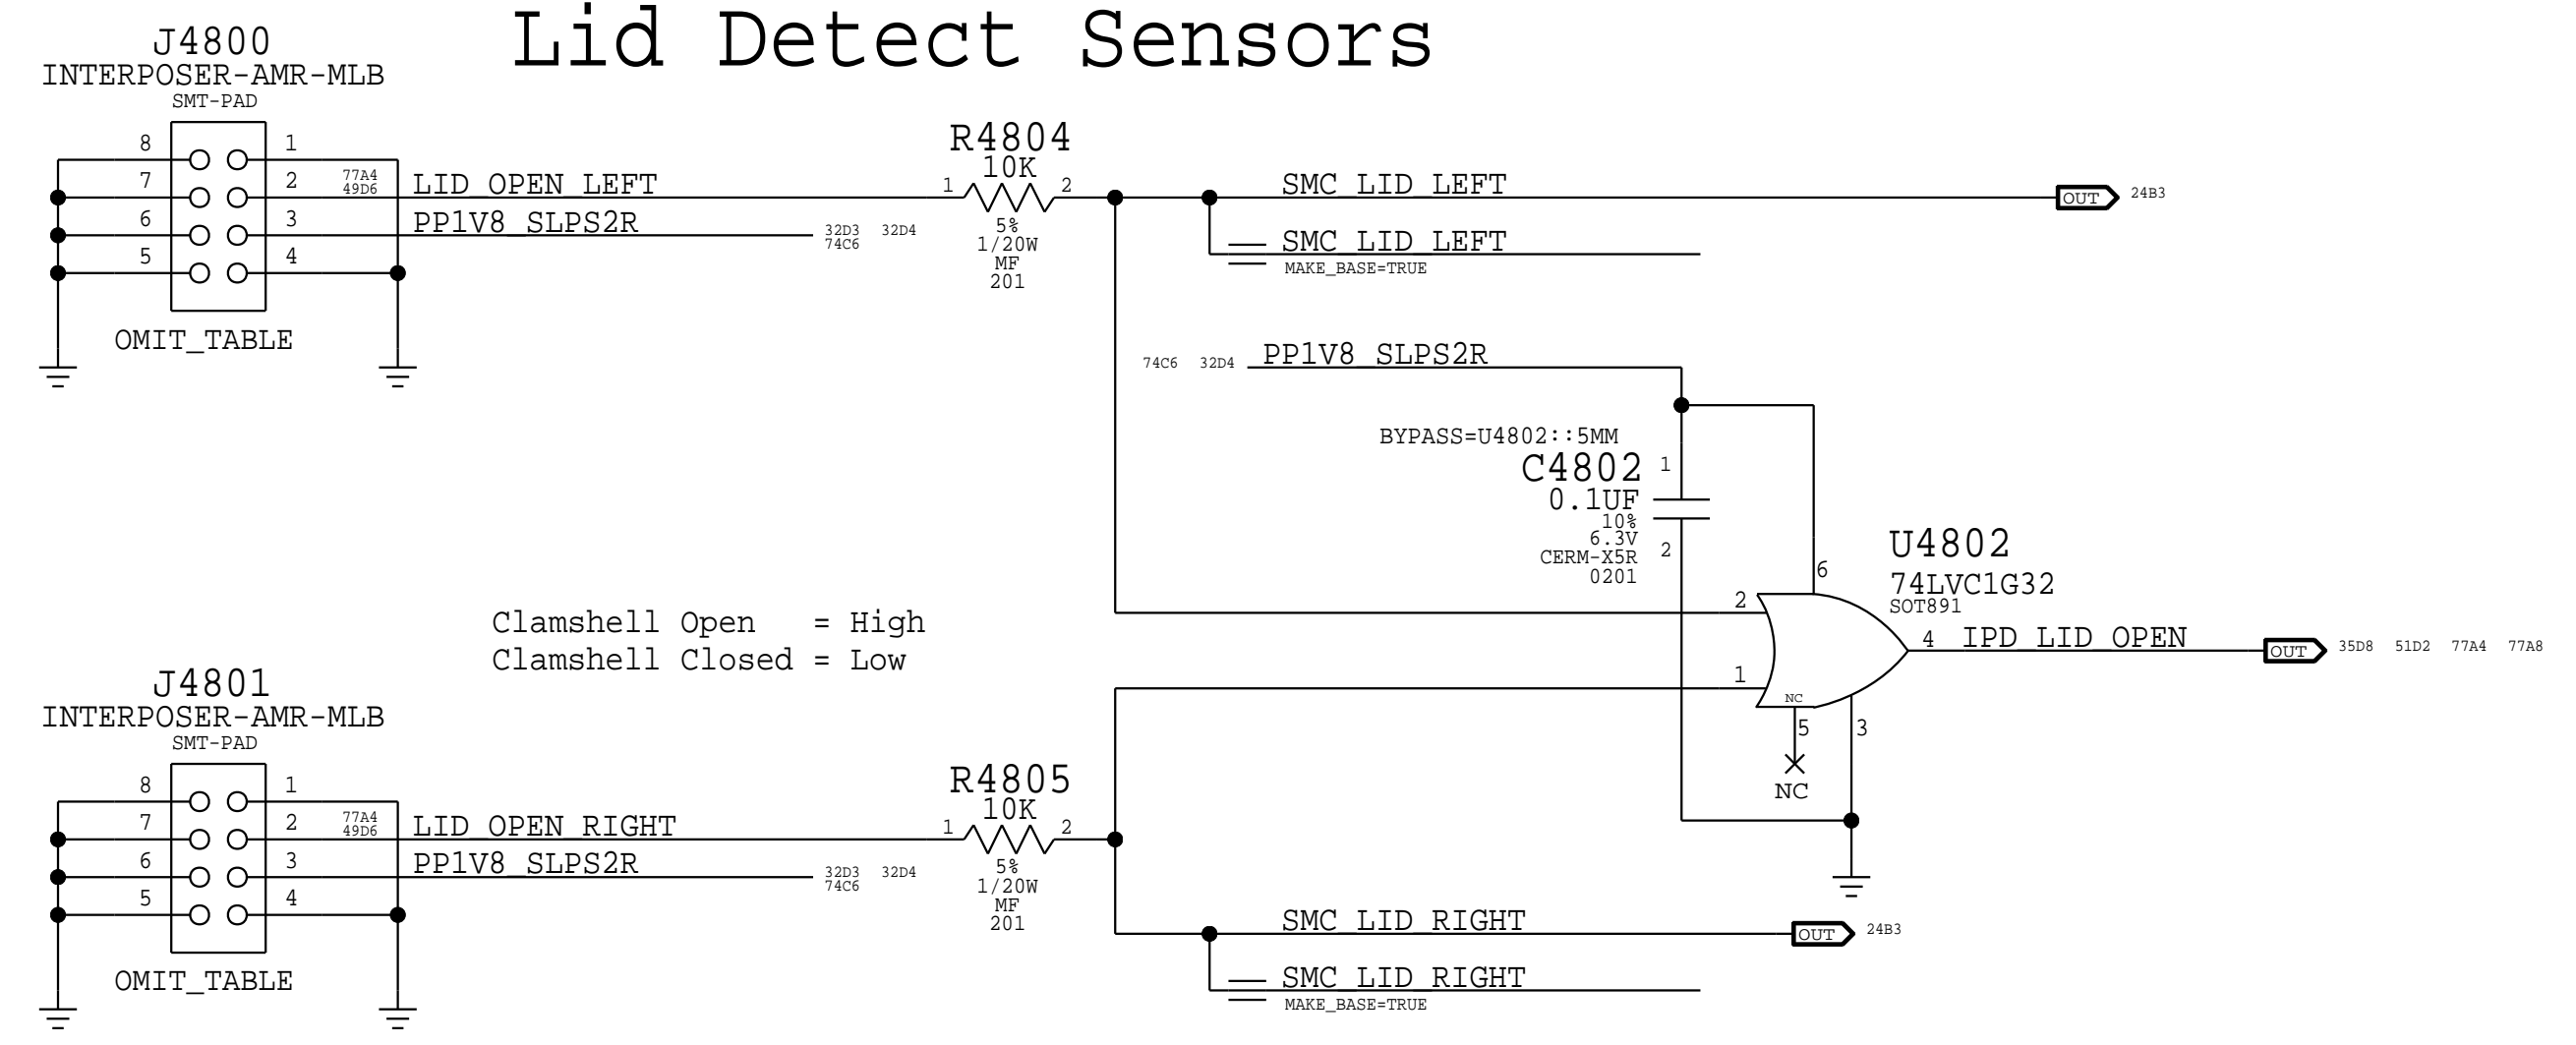 Lid Detect Sensors
J4800
INTERPOSER-AMR-MLB
SMT-PAD
8
1
7
2
77A4
49D6
LID_OPEN_LEFT
6
3
PP1V8_SLPS2R
32D3 32D4
74C6
5
4
OMIT_TABLE
R4804
10K
1
2
5%
1/20W
MF
201
SMC_LID_LEFT
OUT
24B3
SMC_LID_LEFT
MAKE_BASE=TRUE
74C6 32D4
PP1V8_SLPS2R
BYPASS=U4802::5MM
C4802
1
0.1UF
10%
6.3V
2
CERM-X5R
0201
U4802
74LVC1G32
SOT891
6
2
1
4
IPD_LID_OPEN
OUT
35D8 51D2 77A4 77A8
NC
5
3
NC
Clamshell Open = High
Clamshell Closed = Low
J4801
INTERPOSER-AMR-MLB
SMT-PAD
8
1
7
2
77A4
49D6
LID_OPEN_RIGHT
6
3
PP1V8_SLPS2R
32D3 32D4
74C6
5
4
OMIT_TABLE
R4805
10K
1
2
5%
1/20W
MF
201
SMC_LID_RIGHT
OUT
24B3
SMC_LID_RIGHT
MAKE_BASE=TRUE